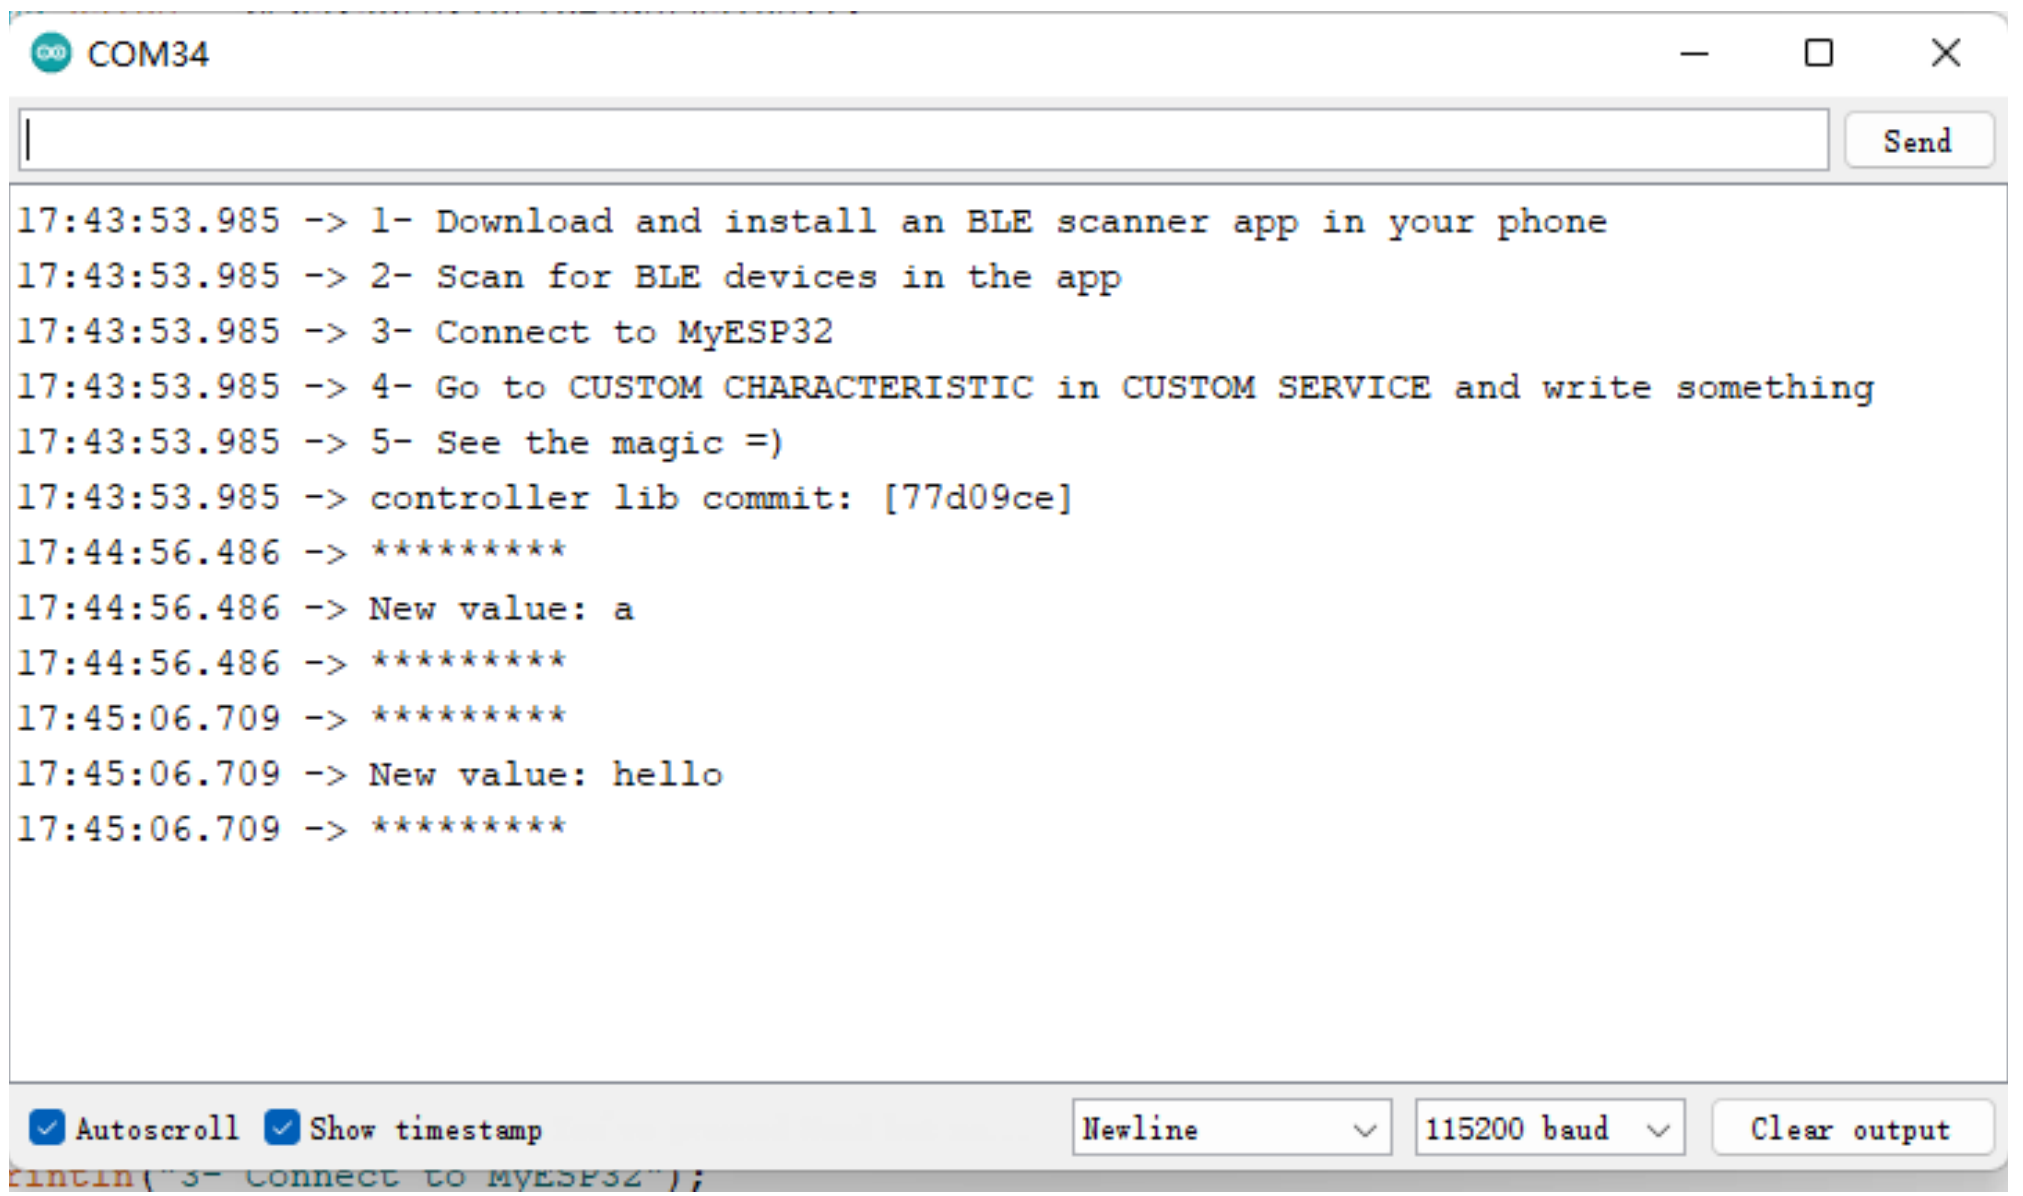 COM34
Send
17:43:53.985 -> 1- Download and install an BLE scanner app in your phone
17:43:53.985 -> 2- Scan for BLE devices in the app
17:43:53.985 -> 3- Connect to MyESP32
17:43:53.985 -> 4- Go to CUSTOM CHARACTERISTIC in CUSTOM SERVICE and write something
17:43:53.985 -> 5- See the magic =)
17:43:53.985 -> controller lib commit: [77d09ce]
17:44:56.486 -> *********
17:44:56.486 -> New value: a
17:44:56.486 -> *********
17:45:06.709 -> *********
17:45:06.709 -> New value: hello
17:45:06.709 -> *********
Autoscroll Show timestamp Newline 115200 baud Clear output
rintln("3- Connect to MyESP32");